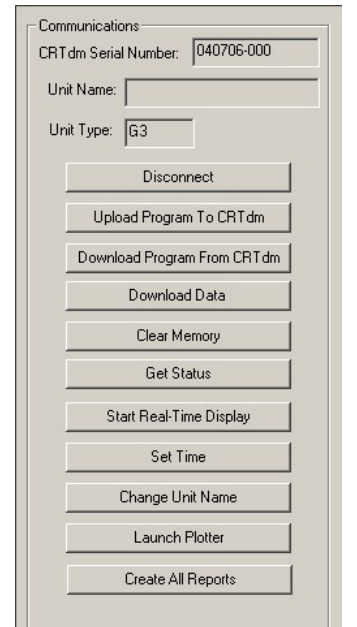 Communications
CRTdm Serial Number: 040706-000
Unit Name:
Unit Type: G3
Disconnect
Upload Program To CRTdm
Download Program From CRTdm
Download Data
Clear Memory
Get Status
Start Real-Time Display
Set Time
Change Unit Name
Launch Plotter
Create All Reports